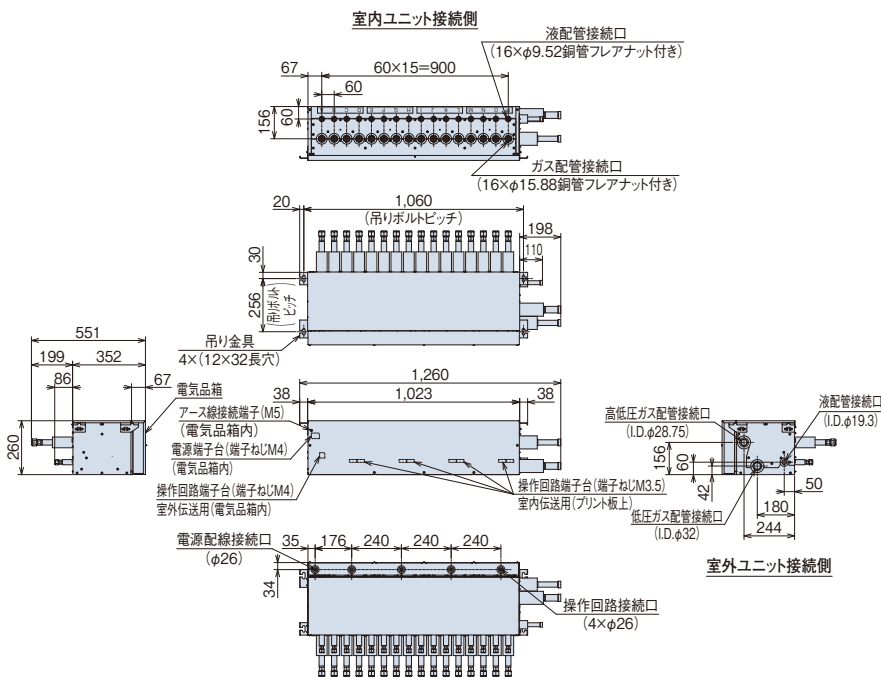 室内ユニット接続側
液配管接続口
(16×φ9.52銅管フレアナット付き)
67
60×15=900
60
156
60
ガス配管接続口
(16×φ15.88銅管フレアナット付き)
20
1,060
(吊りボルトピッチ)
198
110
30
256
(吊りボルト
ピッチ)
吊り金具
4×(12×32長穴)
551
199
352
86
67
電気品箱
260
1,260
38
1,023
38
アース線接続端子(M5)
(電気品箱内)
電源端子台(端子ねじM4)
(電気品箱内)
操作回路端子台(端子ねじM4)
室外伝送用(電気品箱内)
操作回路端子台(端子ねじM3.5)
室内伝送用(プリント板上)
高低圧ガス配管接続口
(I.D.φ28.75)
液配管接続口
(I.D.φ19.3)
156
60
42
50
180
244
低圧ガス配管接続口
(I.D.φ32)
室外ユニット接続側
電源配線接続口
(φ26)
35
176
240
240
240
34
操作回路接続口
(4×φ26)